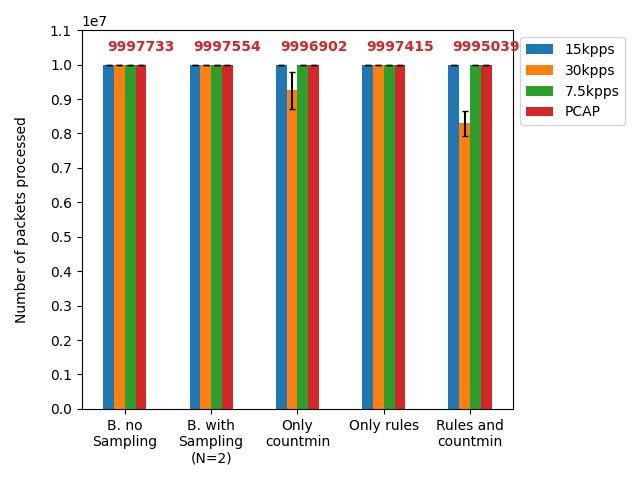 1e7
9997733 9997554 9996902 9997415 9995039
1.1
1.0
0.9
0.8
0.7
0.6
0.5
0.4
0.3
0.2
0.1
0.0
Number of packets processed
B. no
Sampling
B. with
Sampling
(N=2)
Only
countmin
Only rules
Rules and
countmin
15kpps
30kpps
7.5kpps
PCAP